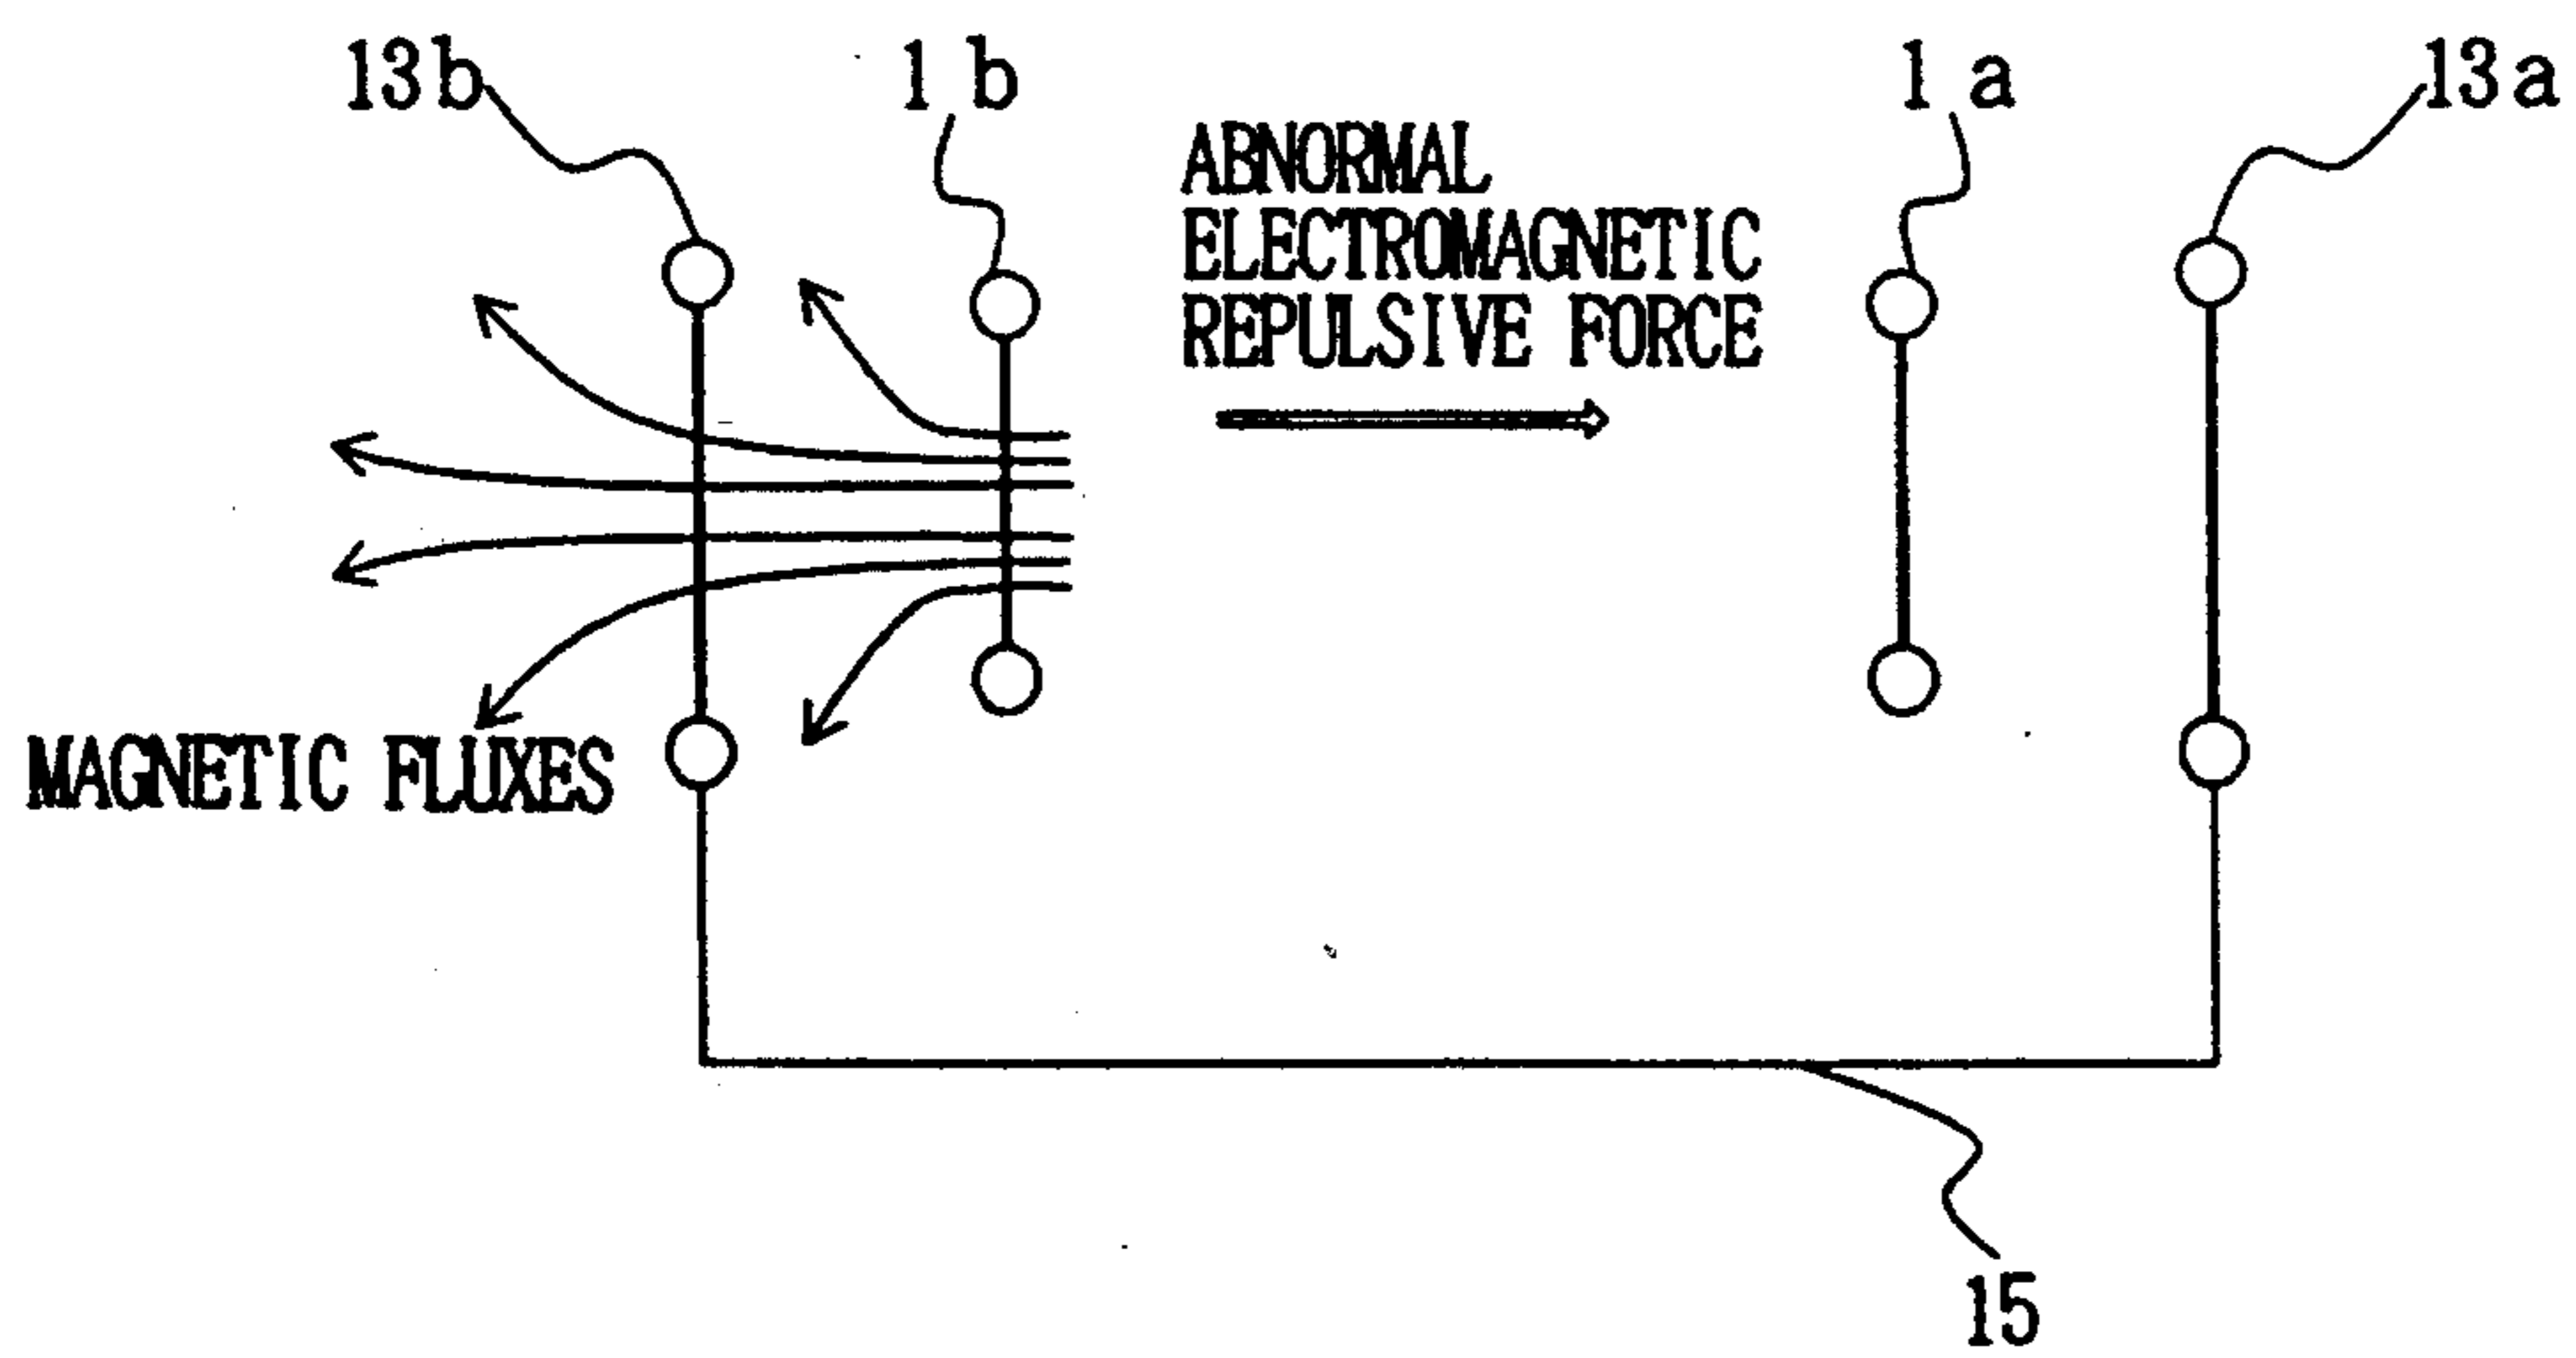 13b
1b
1a
13a
ABNORMAL
ELECTROMAGNETIC
REPULSIVE FORCE
MAGNETIC FLUXES
15